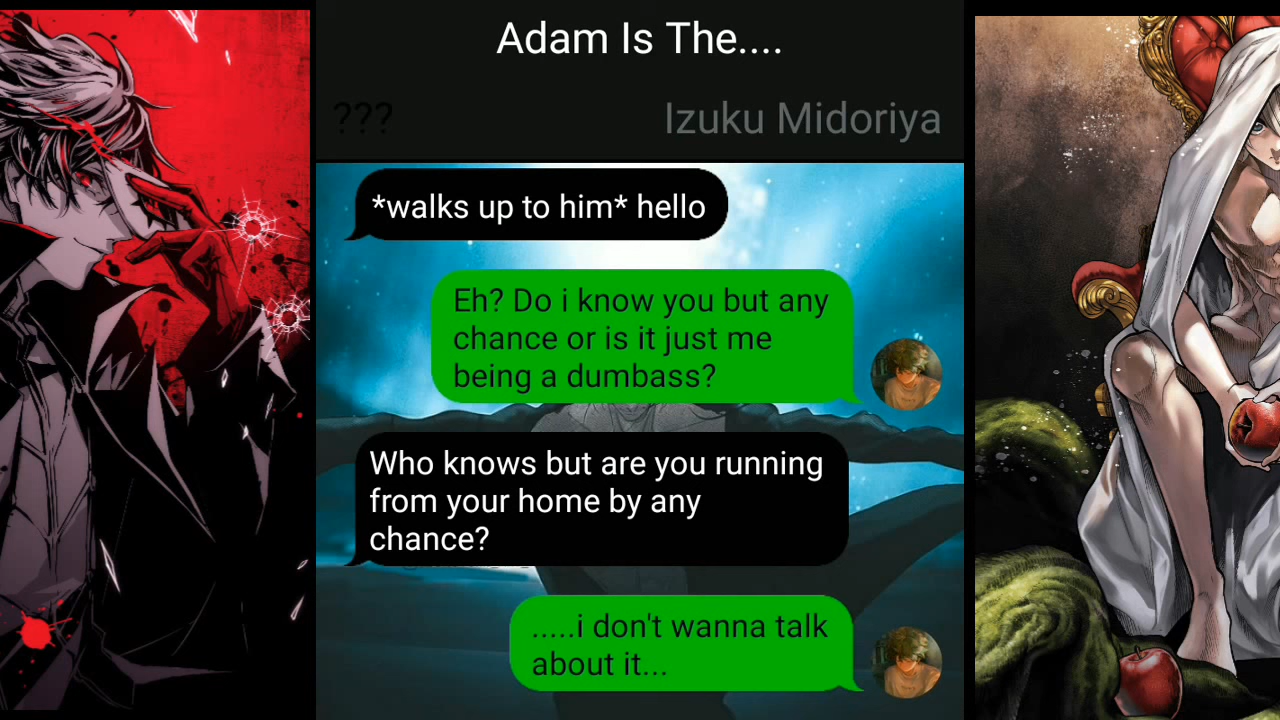 Adam Is The....
??? Izuku Midoriya
*walks up to him* hello
Eh? Do i know you but any
chance or is it just me
being a dumbass?
Who knows but are you running
from your home by any
chance?
.....i don't wanna talk
about it...